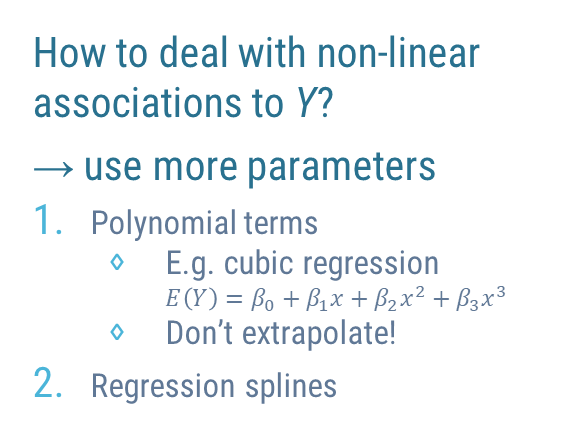 How to deal with non-linear
associations to Y?
→ use more parameters
1. Polynomial terms
◊ E.g. cubic regression
E(Y) = β₀ + β₁x + β₂x² + β₃x³
◊ Don't extrapolate!
2. Regression splines